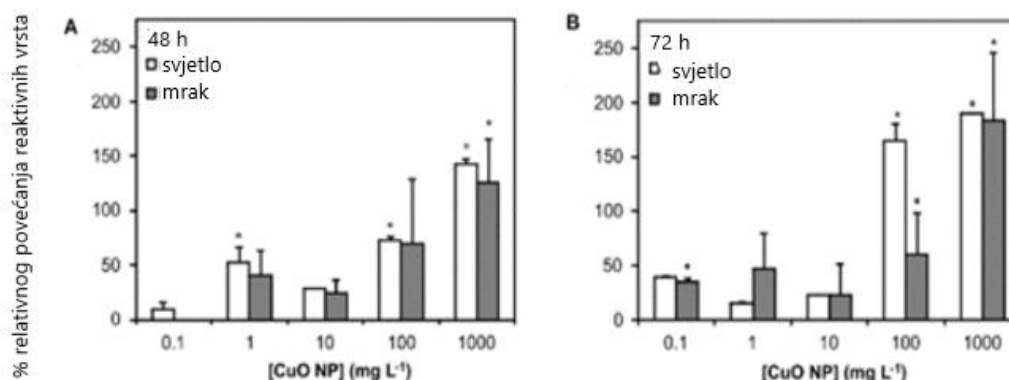 % relativnog povećanja reaktivnih vrsta
A
48 h
svjetlo
mrak
250
200
150
100
50
0
0.1 1 10 100 1000
[CuO NP] (mg L⁻¹)
B
72 h
svjetlo
mrak
250
200
150
100
50
0
0.1 1 10 100 1000
[CuO NP] (mg L⁻¹)